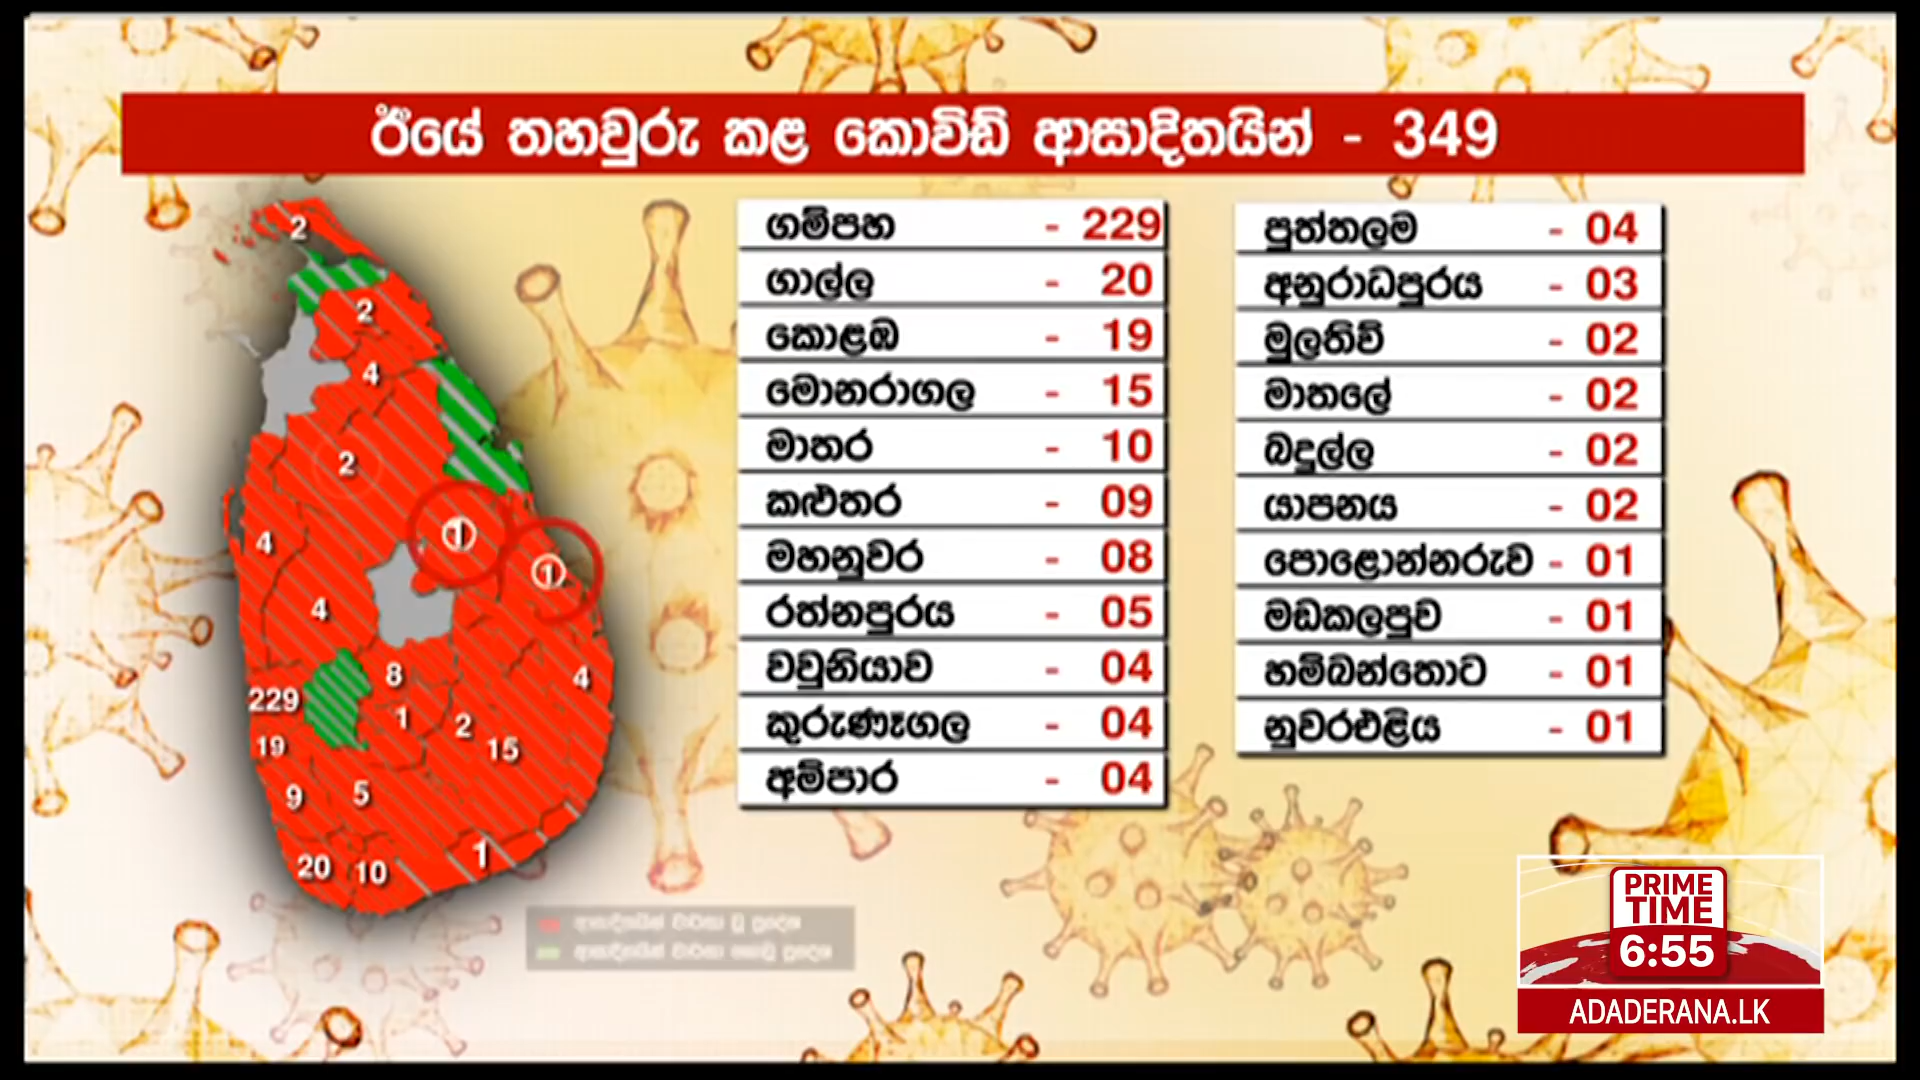 ඊයේ තහවුරු කළ කොවිඩ් ආසාදිතයින් - 349
ගම්පහ - 229
ගාල්ල - 20
කොළඹ - 19
මොනරාගල - 15
මාතර - 10
කළුතර - 09
මහනුවර - 08
රත්නපුරය - 05
වවුනියාව - 04
කුරුණෑගල - 04
අම්පාර - 04
පුත්තලම - 04
අනුරාධපුරය - 03
මුලතිව් - 02
මාතලේ - 02
බදුල්ල - 02
යාපනය - 02
පොළොන්නරුව - 01
මඩකලපුව - 01
හම්බන්තොට - 01
නුවරඑළිය - 01
2
2
4
2
1
4
1
4
8
4
229
1
2
19
15
9
5
20
10
1
PRIME
TIME
6:55
ADADERANA.LK